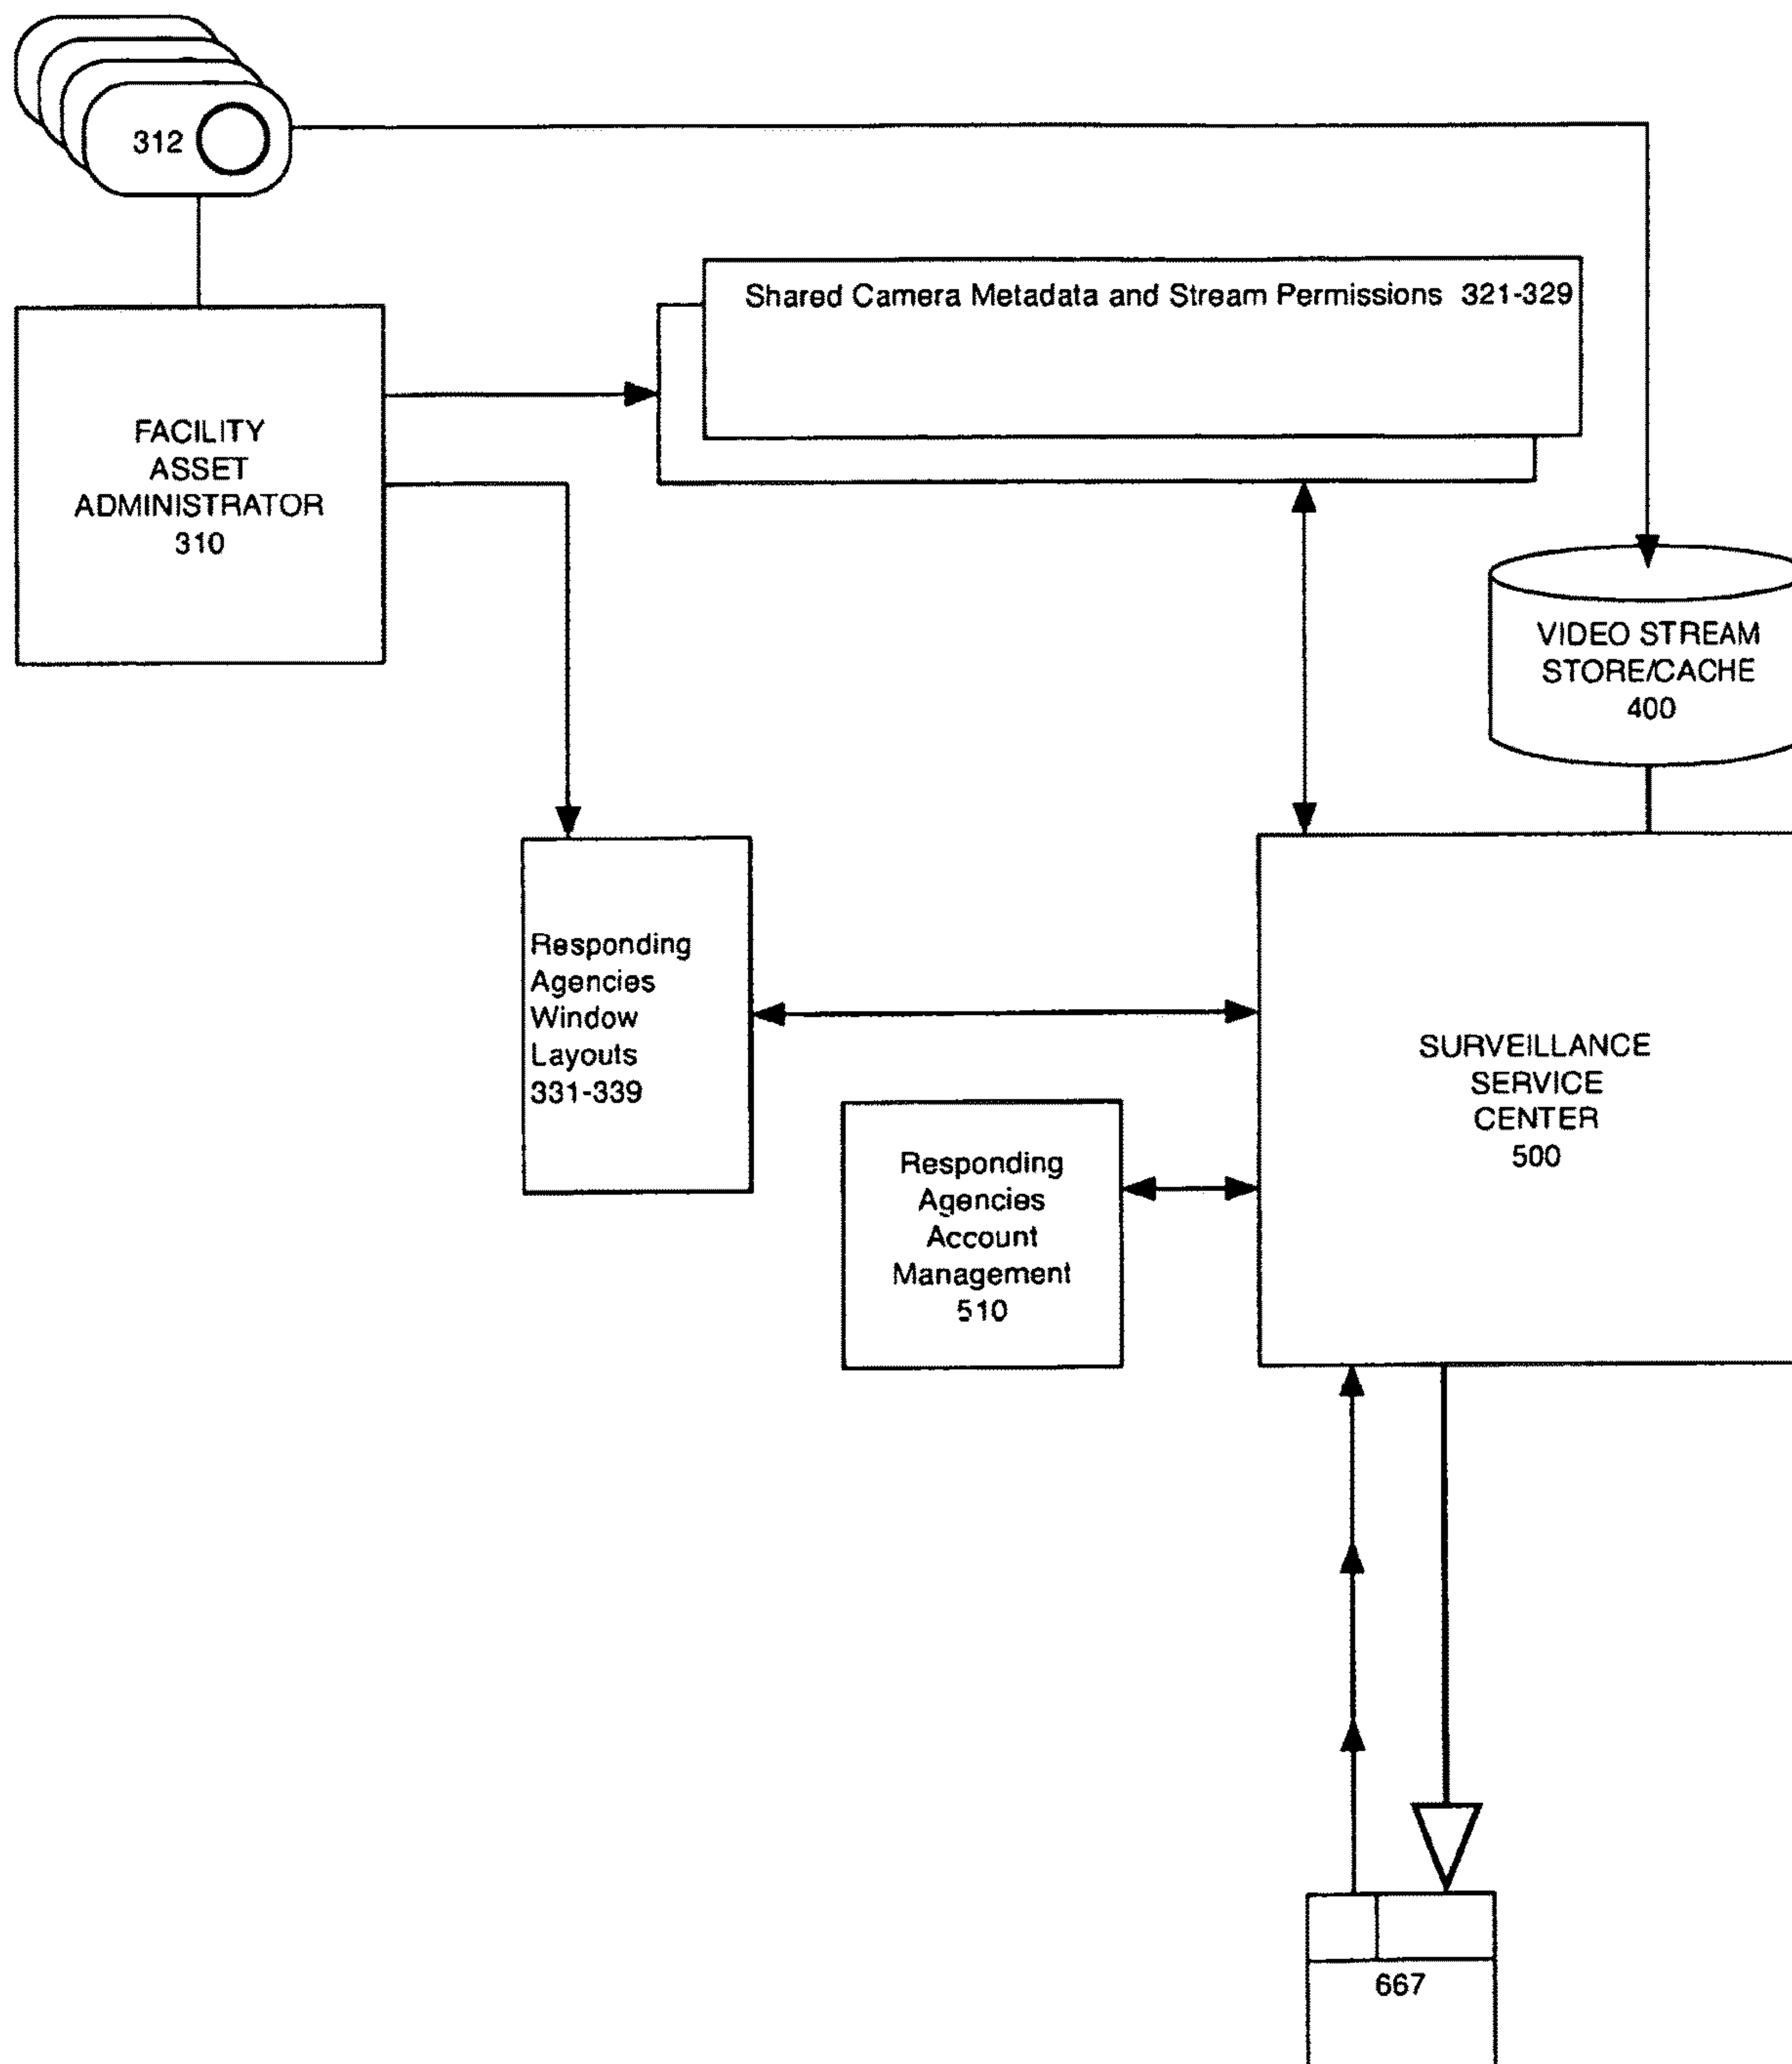 312
Shared Camera Metadata and Stream Permissions 321-329
FACILITY
ASSET
ADMINISTRATOR
310
VIDEO STREAM
STORE/CACHE
400
Responding
Agencies
Window
Layouts
331-339
SURVEILLANCE
SERVICE
CENTER
500
Responding
Agencies
Account
Management
510
667